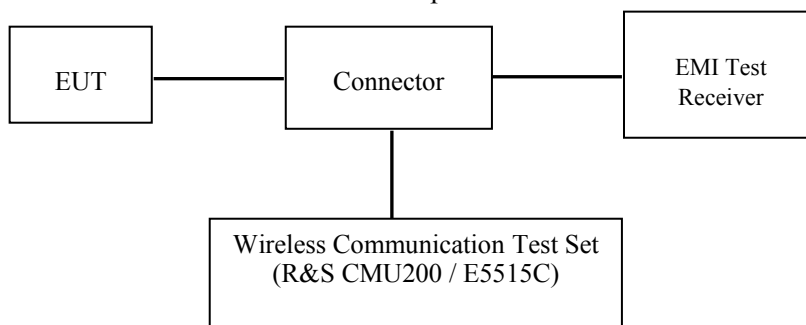 EUT
Connector
EMI Test
Receiver
Wireless Communication Test Set
(R&S CMU200 / E5515C)